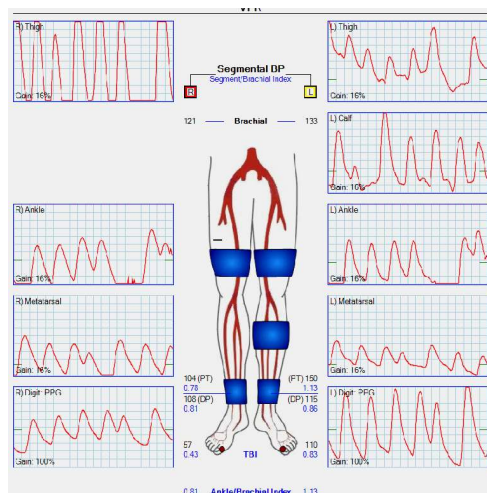 R) Thigh
Gain: 16%
L) Thigh
Gain: 16%
Segmental BP
Segment/Brachial Index
R
L
121 Brachial 133
L) Calf
Gain: 16%
R) Ankle
Gain: 16%
L) Ankle
Gain: 16%
R) Metatarsal
Gain: 16%
L) Metatarsal
Gain: 16%
104 (PT) (PT) 150
0.78 1.13
108 (DP) (DP) 115
0.81 0.86
R) Digit: PPG
Gain: 100%
L) Digit: PPG
Gain: 100%
57 110
0.43 TBI 0.83
0.81 Ankle/Brachial Index 1.13